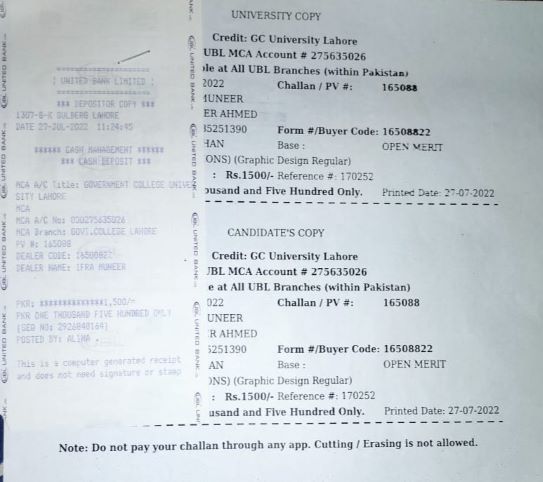 UNITED BANK LIMITED
*** DEPOSITOR COPY ***
1307-B-K GULBERG LAHORE
DATE 27-JUL-2022 11:24:45
****** CASH MANAGEMENT ******
*** CASH DEPOSIT ***
MCA A/C Title: GOVERNMENT COLLEGE UNIVER
SITY LAHORE
MCA
MCA A/C No: 050275635026
MCA Branch: GOVT.COLLEGE LAHORE
PV #: 165088
DEALER CODE: 16508822
DEALER NAME: IFRA MUNEER
PKR: **************1,500/=
PKR ONE THOUSAND FIVE HUNDRED ONLY
(SEQ NO: 2926840164)
POSTED BY: ALINA .
This is a computer generated receipt
and does not need signature or stamp
UBL UNITED BANK
UNIVERSITY COPY
Credit: GC University Lahore
UBL MCA Account # 275635026
le at All UBL Branches (within Pakistan)
2022 Challan / PV #: 165088
MUNEER
ER AHMED
35251390 Form #/Buyer Code: 16508822
HAN Base : OPEN MERIT
ONS) (Graphic Design Regular)
: Rs.1500/- Reference #: 170252
ousand and Five Hundred Only. Printed Date: 27-07-2022
CANDIDATE'S COPY
Credit: GC University Lahore
UBL MCA Account # 275635026
e at All UBL Branches (within Pakistan)
022 Challan / PV #: 165088
UNEER
R AHMED
5251390 Form #/Buyer Code: 16508822
AN Base : OPEN MERIT
ONS) (Graphic Design Regular)
: Rs.1500/- Reference #: 170252
usand and Five Hundred Only. Printed Date: 27-07-2022
Note: Do not pay your challan through any app. Cutting / Erasing is not allowed.